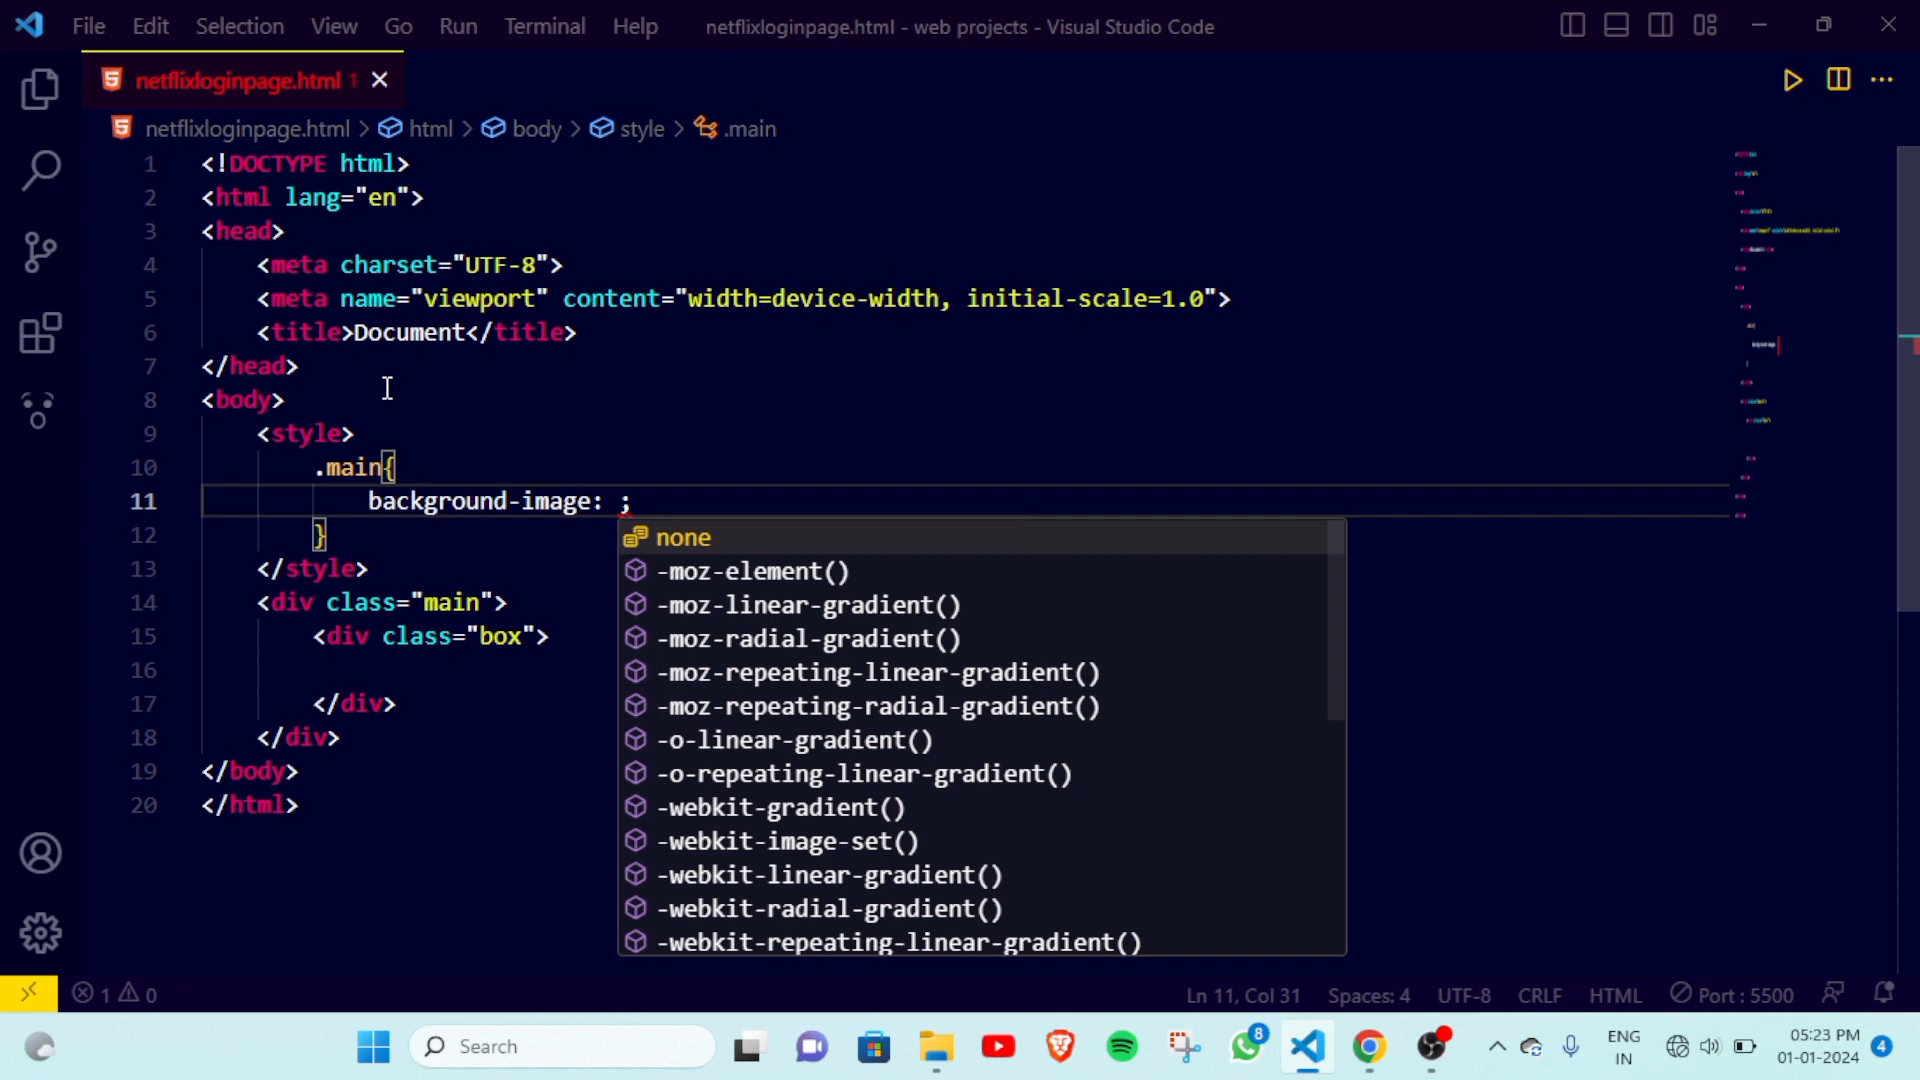 File Edit Selection View Go Run Terminal Help netflixloginpage.html - web projects - Visual Studio Code
netflixloginpage.html 1
netflixloginpage.html > html > body > style > .main
1 <!DOCTYPE html>
2 <html lang="en">
3 <head>
4 <meta charset="UTF-8">
5 <meta name="viewport" content="width=device-width, initial-scale=1.0">
6 <title>Document</title>
7 </head>
8 <body>
9 <style>
10 .main{
11 background-image: ;
12 }
13 </style>
14 <div class="main">
15 <div class="box">
16
17 </div>
18 </div>
19 </body>
20 </html>
none
-moz-element()
-moz-linear-gradient()
-moz-radial-gradient()
-moz-repeating-linear-gradient()
-moz-repeating-radial-gradient()
-o-linear-gradient()
-o-repeating-linear-gradient()
-webkit-gradient()
-webkit-image-set()
-webkit-linear-gradient()
-webkit-radial-gradient()
-webkit-repeating-linear-gradient()
1 0 Ln 11, Col 31 Spaces: 4 UTF-8 CRLF HTML Port : 5500
Search 8 ENG 05:23 PM
IN 01-01-2024 4